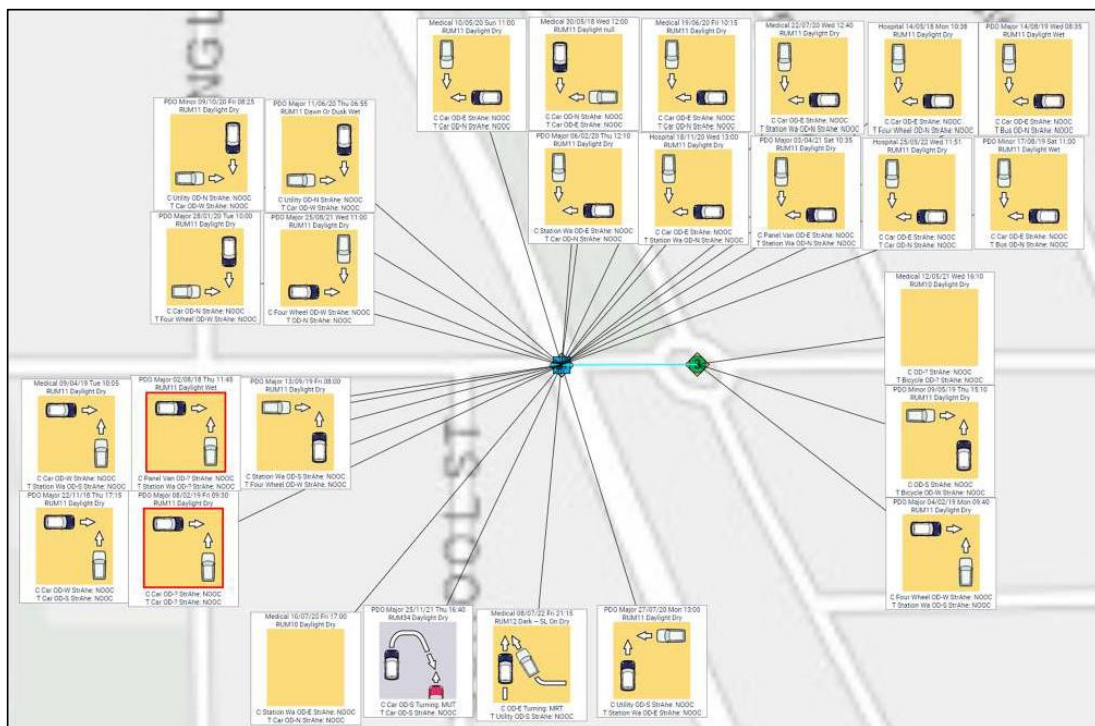 Medical 10/05/20 Sun 11:00
RUM11 Daylight Dry
C Car OD-E StrAhe: NOOC
T Car OD-N StrAhe: NOOC
Medical 30/05/18 Wed 12:00
RUM11 Daylight null
C Car OD-N StrAhe: NOOC
T Car OD-E StrAhe: NOOC
Medical 19/06/20 Fri 10:15
RUM11 Daylight Dry
C Car OD-E StrAhe: NOOC
T Car OD-N StrAhe: NOOC
Medical 22/07/20 Wed 12:40
RUM11 Daylight Dry
C Car OD-E StrAhe: NOOC
T Station Wa OD-N StrAhe: NOOC
Hospital 14/05/18 Mon 10:38
RUM11 Daylight Dry
C Car OD-E StrAhe: NOOC
T Four Wheel OD-N StrAhe: NOOC
PDO Major 14/08/19 Wed 08:35
RUM11 Daylight Wet
C Car OD-E StrAhe: NOOC
T Bus OD-N StrAhe: NOOC
PDO Minor 09/10/20 Fri 08:25
RUM11 Daylight Dry
C Utility OD-N StrAhe: NOOC
T Car OD-W StrAhe: NOOC
PDO Major 11/06/20 Thu 06:55
RUM11 Dawn Or Dusk Wet
C Utility OD-N StrAhe: NOOC
T Car OD-W StrAhe: NOOC
PDO Major 06/02/20 Thu 12:10
RUM11 Daylight Dry
C Station Wa OD-E StrAhe: NOOC
T Car OD-N StrAhe: NOOC
Hospital 18/11/20 Wed 13:00
RUM11 Daylight Dry
C Car OD-E StrAhe: NOOC
T Station Wa OD-N StrAhe: NOOC
PDO Major 03/04/21 Sat 10:35
RUM11 Daylight Dry
C Panel Van OD-E StrAhe: NOOC
T Station Wa OD-N StrAhe: NOOC
Hospital 25/05/22 Wed 11:51
RUM11 Daylight Dry
C Car OD-E StrAhe: NOOC
T Car OD-N StrAhe: NOOC
PDO Minor 17/08/19 Sat 11:00
RUM11 Daylight Wet
C Car OD-E StrAhe: NOOC
T Bus OD-N StrAhe: NOOC
PDO Major 28/01/20 Tue 10:00
RUM11 Daylight Dry
C Car OD-N StrAhe: NOOC
T Four Wheel OD-W StrAhe: NOOC
PDO Major 25/08/21 Wed 11:00
RUM11 Daylight Dry
C Four Wheel OD-W StrAhe: NOOC
T OD-N StrAhe: NOOC
Medical 12/05/21 Wed 16:10
RUM10 Daylight Dry
C OD-? StrAhe: NOOC
T Bicycle OD-? StrAhe: NOOC
Medical 09/04/19 Tue 10:05
RUM11 Daylight Dry
C Car OD-W StrAhe: NOOC
T Station Wa OD-S StrAhe: NOOC
PDO Major 02/08/18 Thu 11:45
RUM11 Daylight Wet
C Panel Van OD-? StrAhe: NOOC
T Station Wa OD-? StrAhe: NOOC
PDO Major 13/09/19 Fri 08:00
RUM11 Daylight Dry
C Station Wa OD-S StrAhe: NOOC
T Four Wheel OD-W StrAhe: NOOC
PDO Minor 09/05/19 Thu 15:10
RUM11 Daylight Dry
C OD-S StrAhe: NOOC
T Bicycle OD-W StrAhe: NOOC
PDO Major 22/11/18 Thu 17:15
RUM11 Daylight Dry
C Car OD-W StrAhe: NOOC
T Car OD-S StrAhe: NOOC
PDO Major 08/02/19 Fri 09:30
RUM11 Daylight Dry
C Car OD-? StrAhe: NOOC
T Car OD-? StrAhe: NOOC
PDO Major 04/02/19 Mon 09:40
RUM11 Daylight Dry
C Four Wheel OD-W StrAhe: NOOC
T Station Wa OD-S StrAhe: NOOC
Medical 10/07/20 Fri 17:00
RUM10 Daylight Dry
C Station Wa OD-E StrAhe: NOOC
T Car OD-N StrAhe: NOOC
PDO Major 25/11/21 Thu 16:40
RUM34 Daylight Dry
C Car OD-S Turning: MUT
T Car OD-S StrAhe: NOOC
Medical 08/07/22 Fri 21:15
RUM12 Dark – SL On Dry
C OD-E Turning: MRT
T Utility OD-S StrAhe: NOOC
PDO Major 27/07/20 Mon 13:00
RUM11 Daylight Dry
C Utility OD-S StrAhe: NOOC
T Station Wa OD-E StrAhe: NOOC